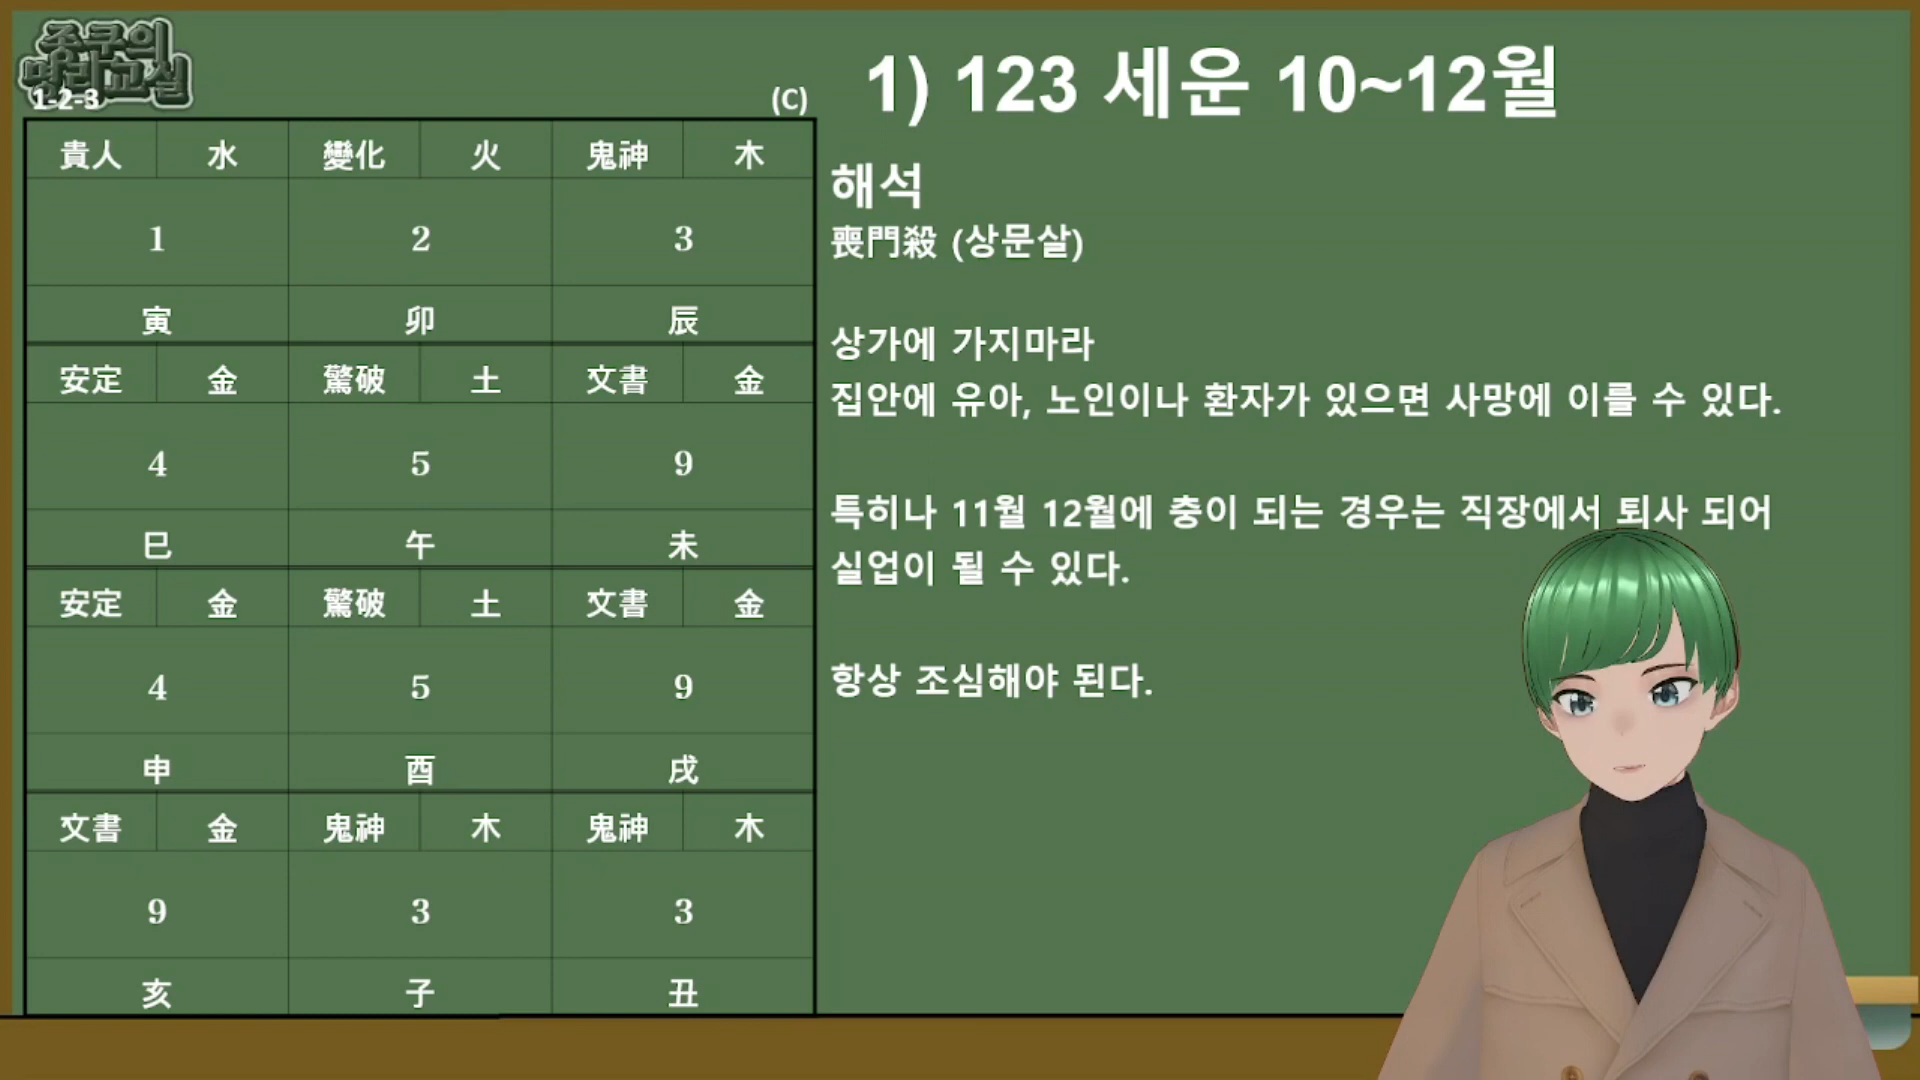 종쿠의
명리교실
1-2-3
(C)
貴人 水 變化 火 鬼神 木
1 2 3
寅 卯 辰
安定 金 驚破 土 文書 金
4 5 9
巳 午 未
安定 金 驚破 土 文書 金
4 5 9
申 酉 戌
文書 金 鬼神 木 鬼神 木
9 3 3
亥 子 丑
1) 123 세운 10~12월
해석
喪門殺 (상문살)
상가에 가지마라
집안에 유아, 노인이나 환자가 있으면 사망에 이를 수 있다.
특히나 11월 12월에 충이 되는 경우는 직장에서 퇴사 되어
실업이 될 수 있다.
항상 조심해야 된다.